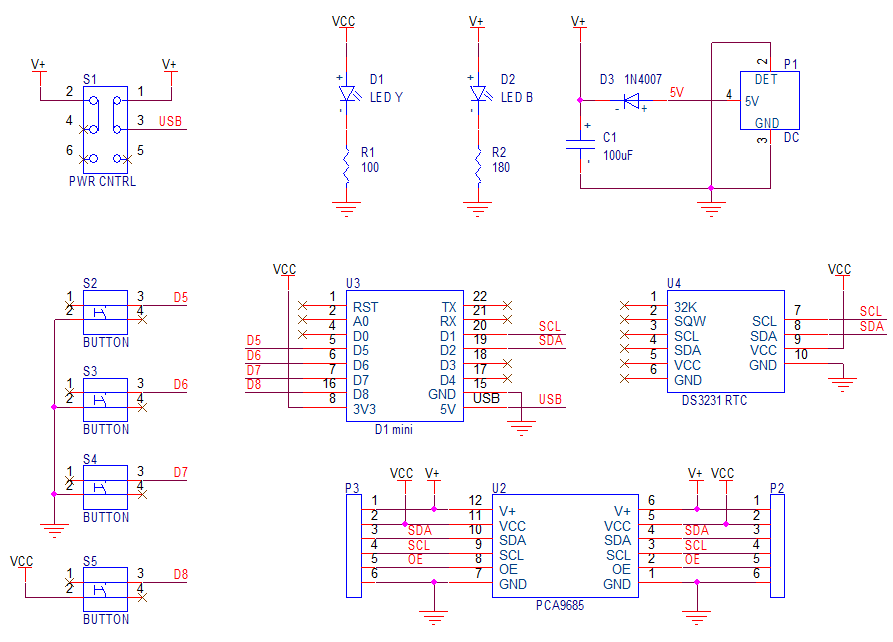 VCC V+ V+
V+ V+
S1
2 1
4 3 USB
6 5
PWR CNTRL
+ D1
LED Y
-
R1
100
+ D2
LED B
-
R2
180
D3 1N4007
- + 5V
+ C1
100uF
-
2 P1
DET
4 5V
GND
3 DC
S2
1 3 D5
2 4
BUTTON
S3
1 3 D6
2 4
BUTTON
S4
1 3 D7
2 4
BUTTON
VCC S5
1 3 D8
2 4
BUTTON
VCC U3
1 RST TX 22
2 A0 RX 21
4 D0 D1 20 SCL
D5 5 D5 D2 19 SDA
D6 6 D6 D3 18
D7 7 D7 D4 17
D8 16 D8 GND 15
8 3V3 5V USB USB
D1 mini
U4 VCC
1 32K
2 SQW SCL 7 SCL
3 SCL SDA 8 SDA
4 SDA VCC 9
5 VCC GND 10
6 GND
DS3231 RTC
P3 VCC V+ U2 V+ VCC P2
1 12 V+ V+ 6 1
2 11 VCC VCC 5 2
3 SDA 10 SDA SDA 4 SDA 3
4 SCL 9 SCL SCL 3 SCL 4
5 OE 8 OE OE 2 OE 5
6 7 GND GND 1 6
PCA9685